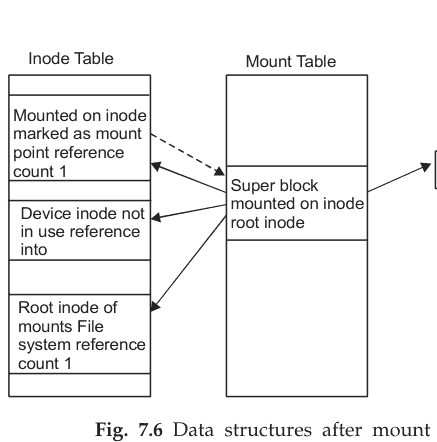 Inode Table
Mounted on inode
marked as mount
point reference
count 1
Device inode not
in use reference
into
Root inode of
mounts File
system reference
count 1
Mount Table
Super block
mounted on inode
root inode
Fig. 7.6 Data structures after mount